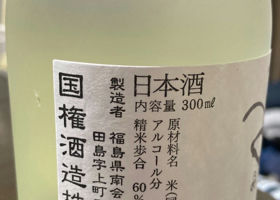 日本酒
内容量 300ml
原材料名 米(国
アルコール分
精米歩合 60%
製造者 福島県南会
田島字上町
国権酒造株